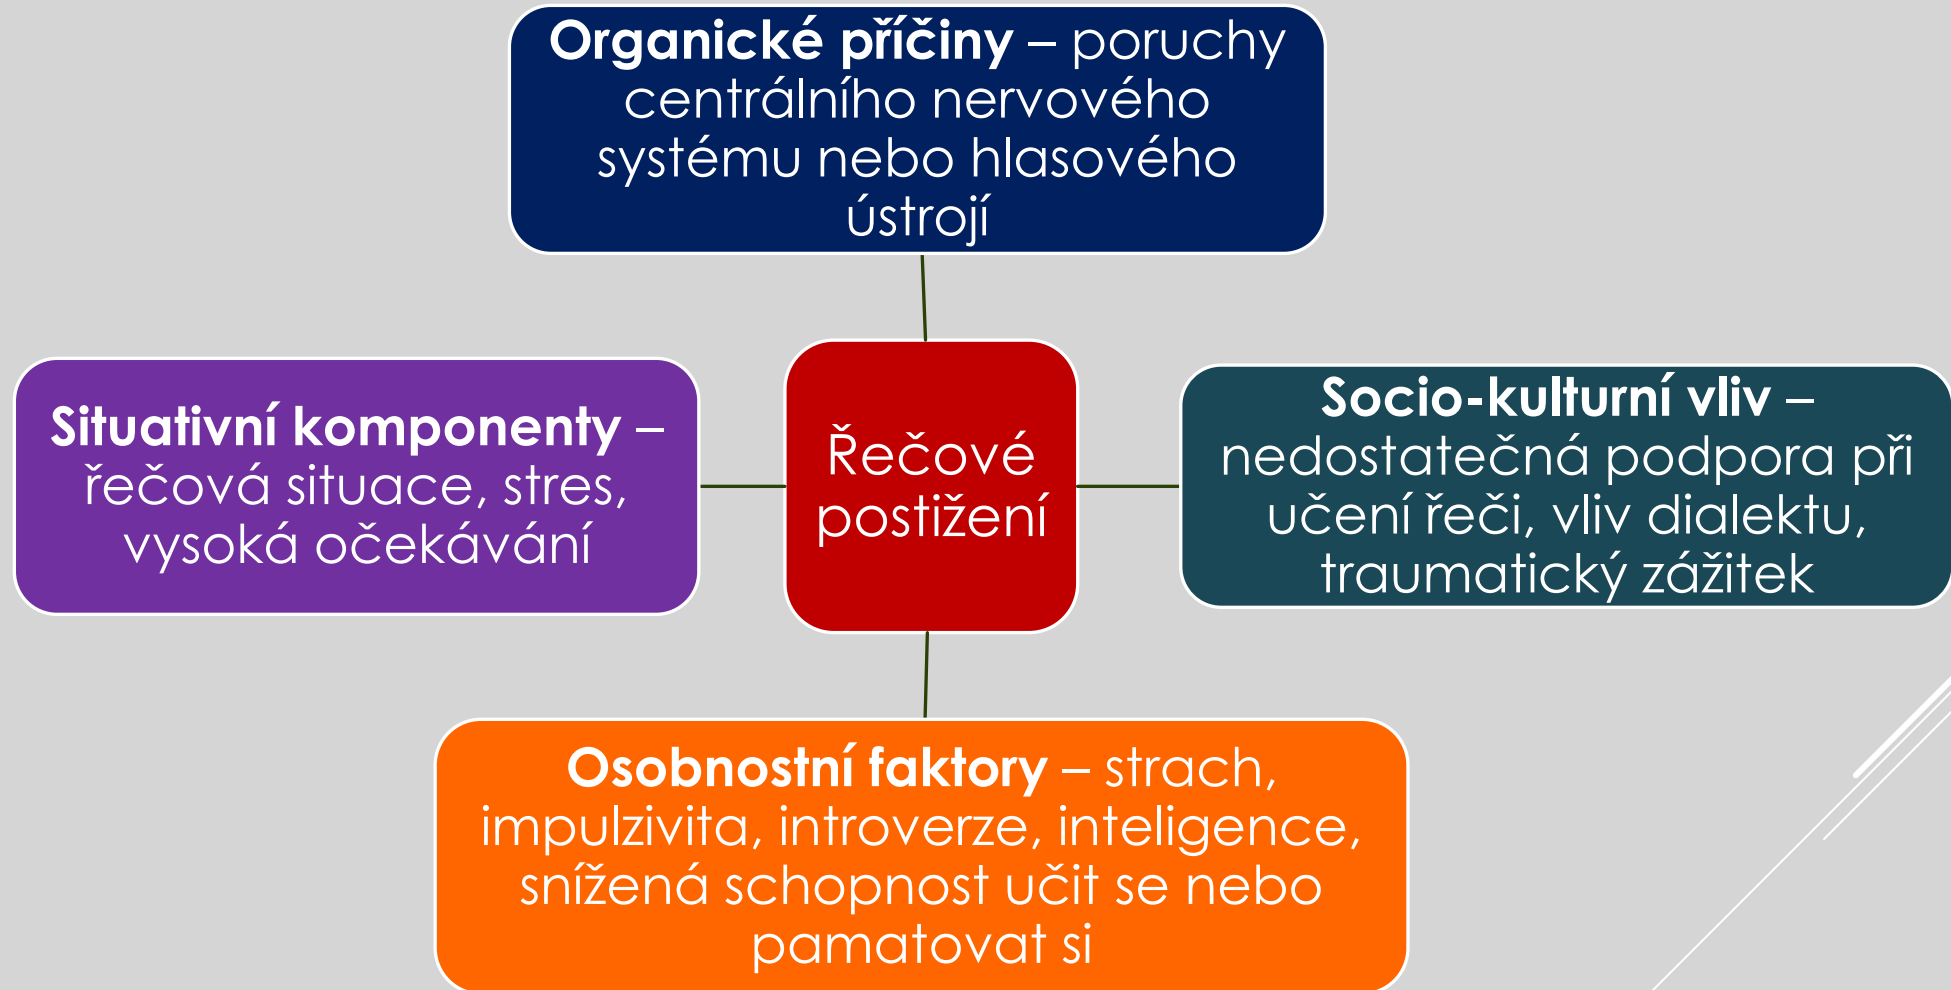 Organické příčiny – poruchy
centrálního nervového
systému nebo hlasového
ústrojí
Situativní komponenty –
řečová situace, stres,
vysoká očekávání
Řečové
postižení
Socio-kulturní vliv –
nedostatečná podpora při
učení řeči, vliv dialektu,
traumatický zážitek
Osobnostní faktory – strach,
impulzivita, introverze, inteligence,
snížená schopnost učit se nebo
pamatovat si